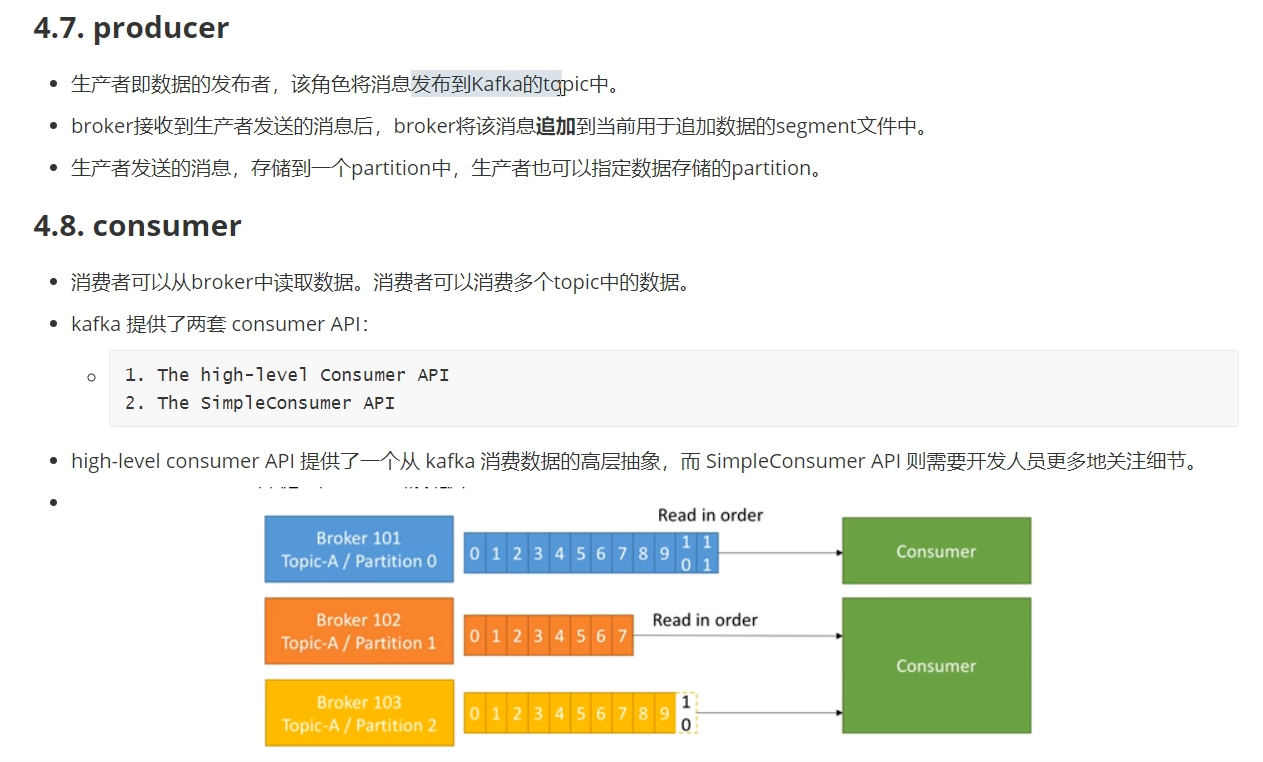 4.7. producer
生产者即数据的发布者，该角色将消息发布到Kafka的topic中。
broker接收到生产者发送的消息后，broker将该消息追加到当前用于追加数据的segment文件中。
生产者发送的消息，存储到一个partition中，生产者也可以指定数据存储的partition。
4.8. consumer
消费者可以从broker中读取数据。消费者可以消费多个topic中的数据。
kafka 提供了两套 consumer API：
1. The high-level Consumer API
2. The SimpleConsumer API
high-level consumer API 提供了一个从 kafka 消费数据的高层抽象，而 SimpleConsumer API 则需要开发人员更多地关注细节。
Read in order
Broker 101
Topic-A / Partition 0
0 1 2 3 4 5 6 7 8 9 10 11
Consumer
Broker 102
Topic-A / Partition 1
0 1 2 3 4 5 6 7
Read in order
Consumer
Broker 103
Topic-A / Partition 2
0 1 2 3 4 5 6 7 8 9 10